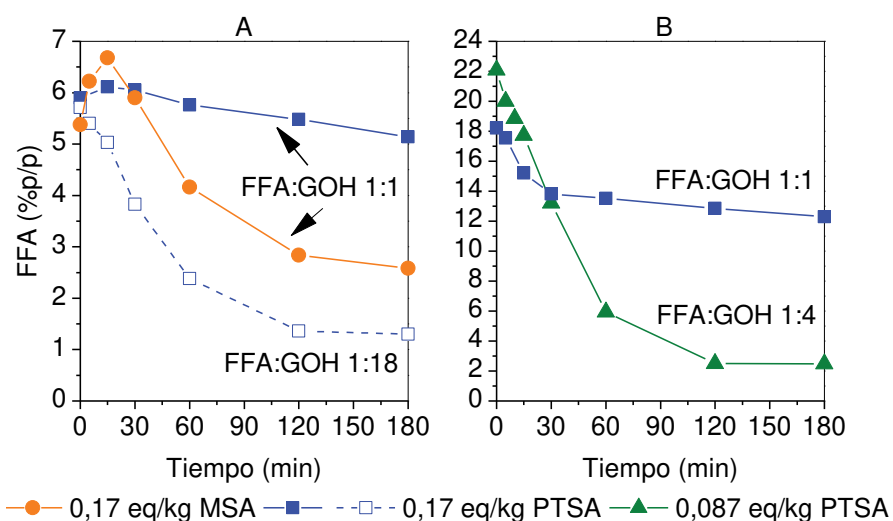 A
B
FFA (%p/p)
7
6
5
4
3
2
1
0
FFA:GOH 1:1
FFA:GOH 1:18
0 30 60 90 120 150 180
Tiempo (min)
24
22
20
18
16
14
12
10
8
6
4
2
0
FFA:GOH 1:1
FFA:GOH 1:4
0 30 60 90 120 150 180
Tiempo (min)
0,17 eq/kg MSA 0,17 eq/kg PTSA 0,087 eq/kg PTSA